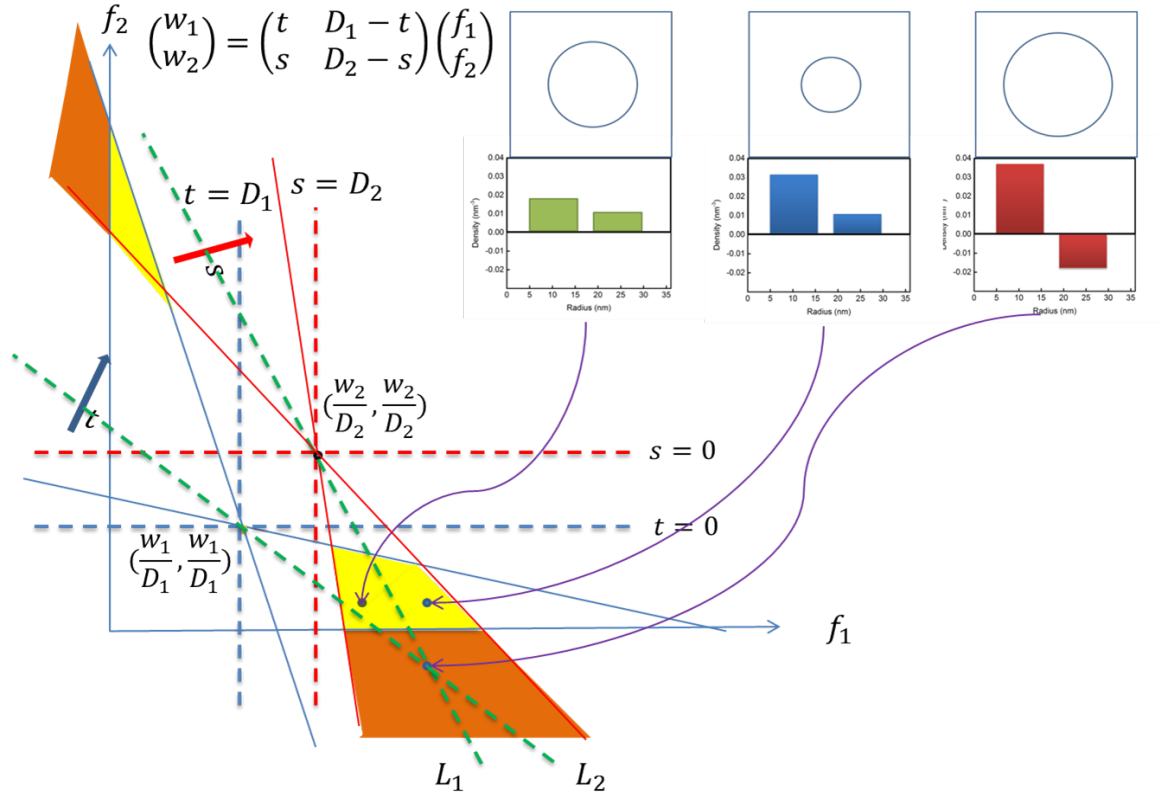 f₂
(w₁ w₂) = (t D₁ − t s D₂ − s)(f₁ f₂)
0.04
0.03
0.02
0.01
0.00
-0.01
-0.02
Density (nm⁻¹)
0 5 10 15 20 25 30 35
Radius (nm)
0.04
0.03
0.02
0.01
0.00
-0.01
-0.02
Density (nm⁻¹)
0 5 10 15 20 25 30 35
Radius (nm)
0.04
0.03
0.02
0.01
0.00
-0.01
-0.02
0 5 10 15 20 25 30 35
Radius (nm)
t = D₁
s = D₂
s
t
(w₂/D₂, w₂/D₂)
s = 0
t = 0
(w₁/D₁, w₁/D₁)
f₁
L₁
L₂